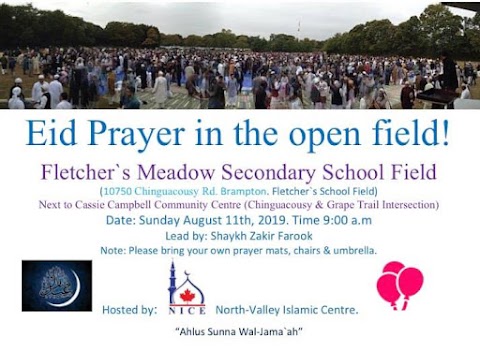 Eid Prayer in the open field!
Fletcher`s Meadow Secondary School Field
(10750 Chinguacousy Rd. Brampton. Fletcher`s School Field)
Next to Cassie Campbell Community Centre (Chinguacousy & Grape Trail Intersection)
Date: Sunday August 11th, 2019. Time 9:00 a.m
Lead by: Shaykh Zakir Farook
Note: Please bring your own prayer mats, chairs & umbrella.
Hosted by: NICE North-Valley Islamic Centre.
“Ahlus Sunna Wal-Jama`ah”